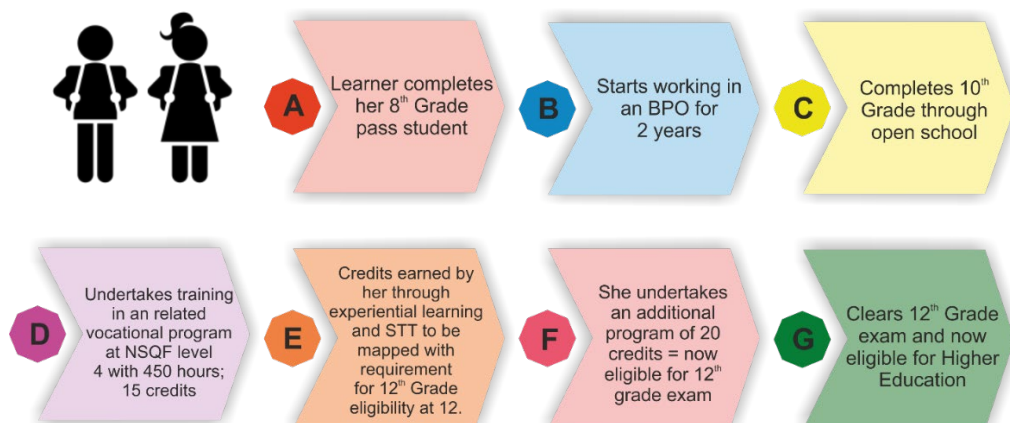 A
Learner completes
her 8th Grade
pass student
B
Starts working in
an BPO for
2 years
C
Completes 10th
Grade through
open school
D
Undertakes training
in an related
vocational program
at NSQF level
4 with 450 hours;
15 credits
E
Credits earned by
her through
experiential learning
and STT to be
mapped with
requirement
for 12th Grade
eligibility at 12.
F
She undertakes
an additional
program of 20
credits = now
eligible for 12th
grade exam
G
Clears 12th Grade
exam and now
eligible for Higher
Education